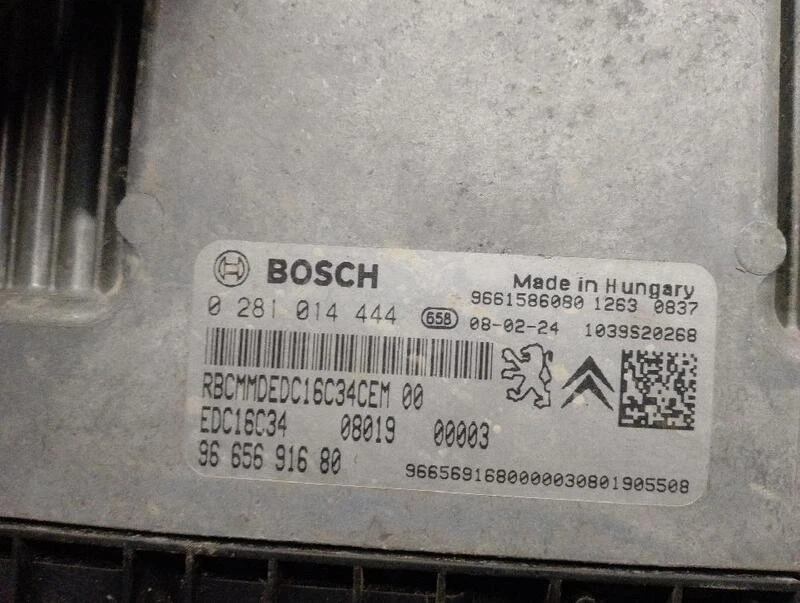 BOSCH
Made in Hungary
9661586080 1263 0837
0 281 014 444 658 08-02-24 1039S20268
RBCMMDEDC16C34CEM 00
EDC16C34 08019 00003
96 656 916 80
9665691680000030801905508